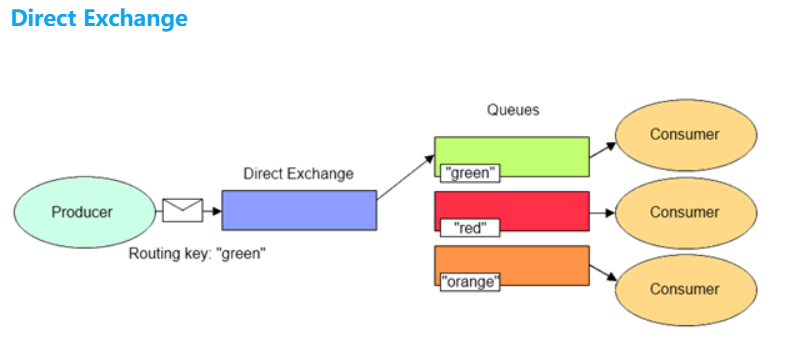 Direct Exchange
Queues
Consumer
Direct Exchange
"green"
Producer
Consumer
"red"
Routing key: "green"
"orange"
Consumer